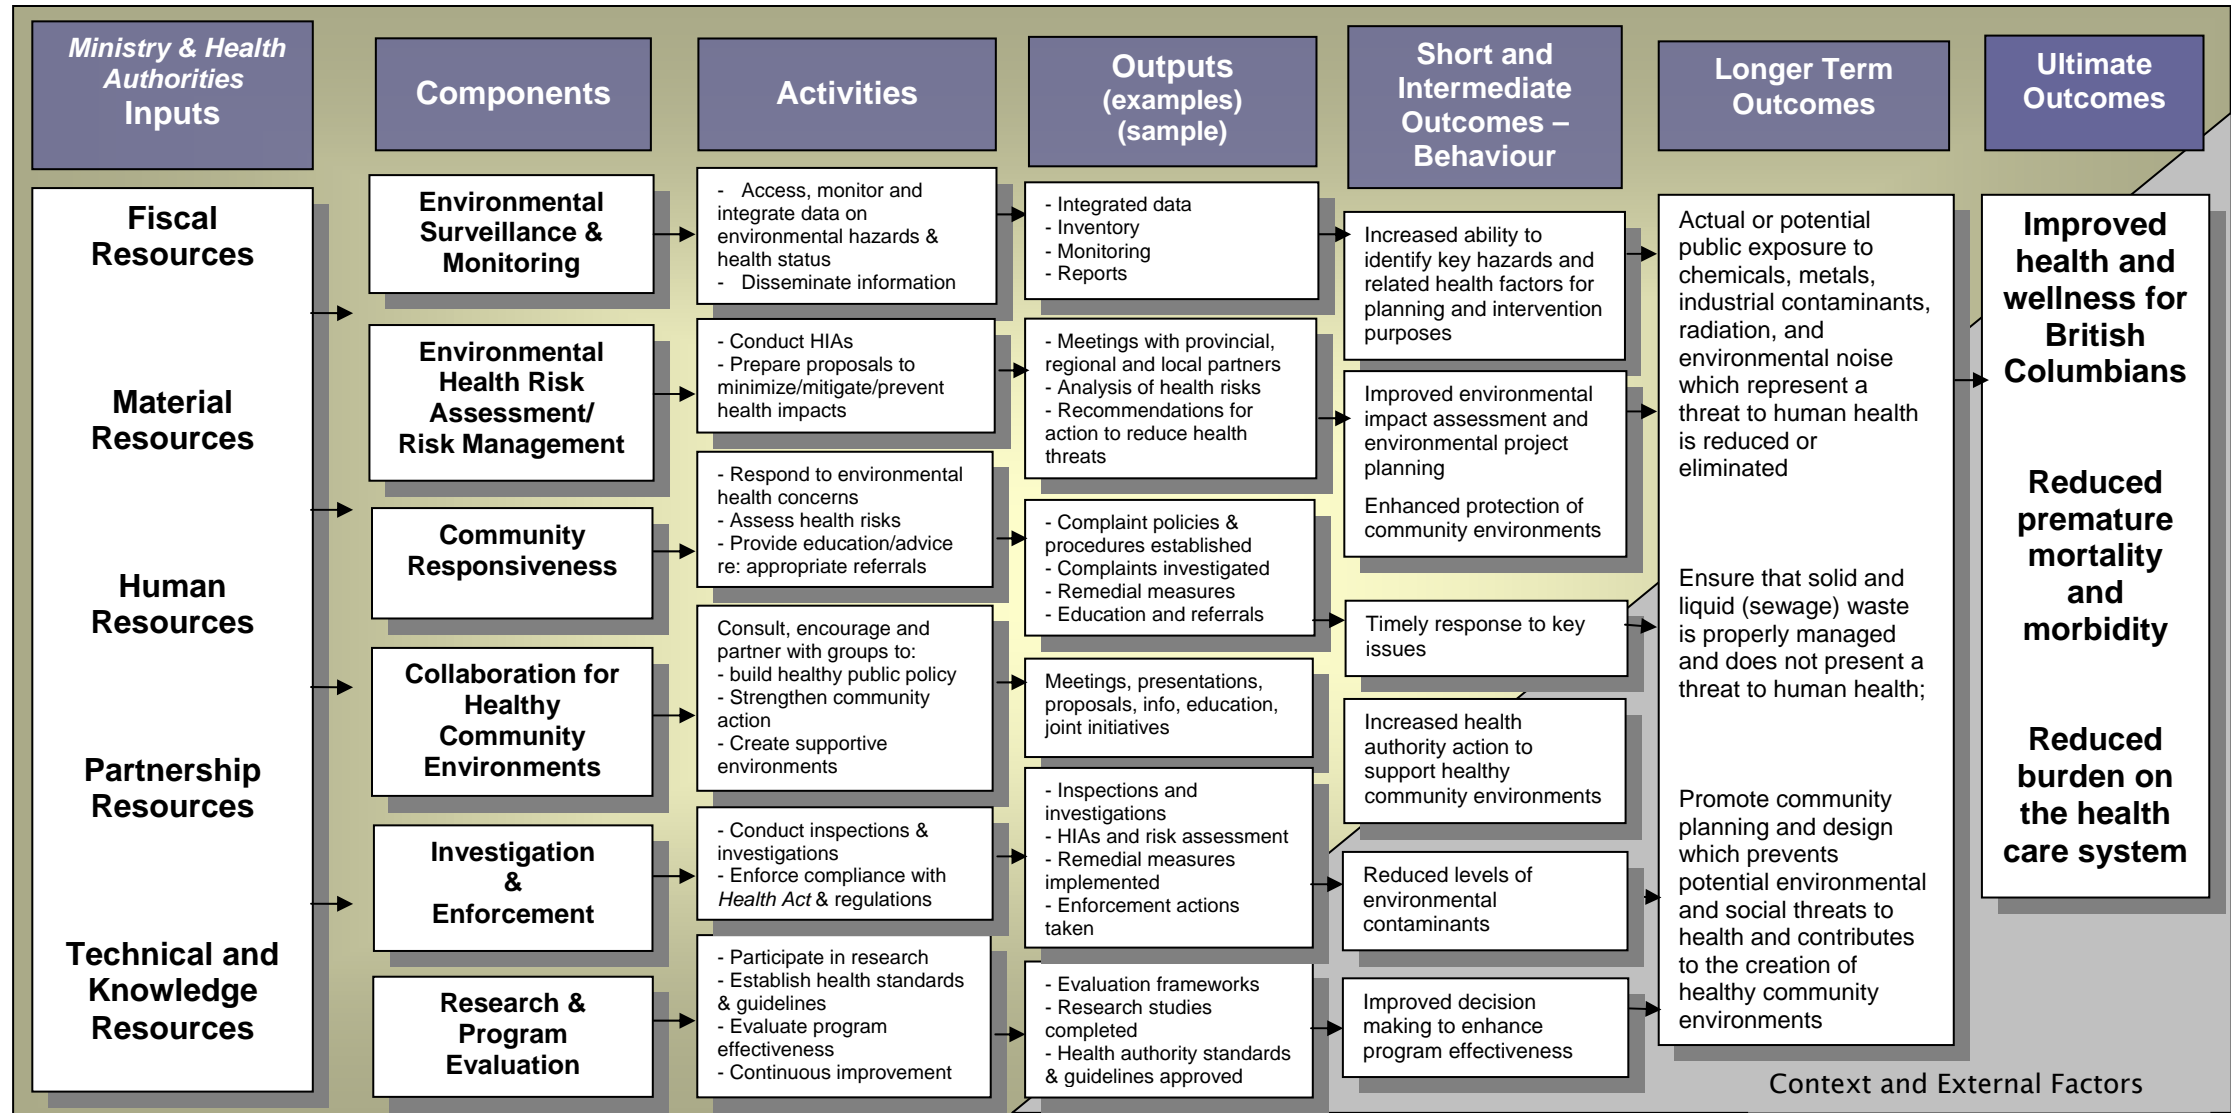 Ministry & Health
Authorities
Inputs
Components
Activities
Outputs
(examples)
(sample)
Short and
Intermediate
Outcomes –
Behaviour
Longer Term
Outcomes
Ultimate
Outcomes
Fiscal
Resources
Material
Resources
Human
Resources
Partnership
Resources
Technical and
Knowledge
Resources
Environmental
Surveillance &
Monitoring
Environmental
Health Risk
Assessment/
Risk Management
Community
Responsiveness
Collaboration for
Healthy
Community
Environments
Investigation
&
Enforcement
Research &
Program
Evaluation
- Access, monitor and
integrate data on
environmental hazards &
health status
- Disseminate information
- Conduct HIAs
- Prepare proposals to
minimize/mitigate/prevent
health impacts
- Respond to environmental
health concerns
- Assess health risks
- Provide education/advice
re: appropriate referrals
Consult, encourage and
partner with groups to:
- build healthy public policy
- Strengthen community
action
- Create supportive
environments
- Conduct inspections &
investigations
- Enforce compliance with
Health Act & regulations
- Participate in research
- Establish health standards
& guidelines
- Evaluate program
effectiveness
- Continuous improvement
- Integrated data
- Inventory
- Monitoring
- Reports
- Meetings with provincial,
regional and local partners
- Analysis of health risks
- Recommendations for
action to reduce health
threats
- Complaint policies &
procedures established
- Complaints investigated
- Remedial measures
- Education and referrals
Meetings, presentations,
proposals, info, education,
joint initiatives
- Inspections and
investigations
- HIAs and risk assessment
- Remedial measures
implemented
- Enforcement actions
taken
- Evaluation frameworks
- Research studies
completed
- Health authority standards
& guidelines approved
Increased ability to
identify key hazards and
related health factors for
planning and intervention
purposes
Improved environmental
impact assessment and
environmental project
planning
Enhanced protection of
community environments
Timely response to key
issues
Increased health
authority action to
support healthy
community environments
Reduced levels of
environmental
contaminants
Improved decision
making to enhance
program effectiveness
Actual or potential
public exposure to
chemicals, metals,
industrial contaminants,
radiation, and
environmental noise
which represent a
threat to human health
is reduced or
eliminated
Ensure that solid and
liquid (sewage) waste
is properly managed
and does not present a
threat to human health;
Promote community
planning and design
which prevents
potential environmental
and social threats to
health and contributes
to the creation of
healthy community
environments
Improved
health and
wellness for
British
Columbians
Reduced
premature
mortality
and
morbidity
Reduced
burden on
the health
care system
Context and External Factors